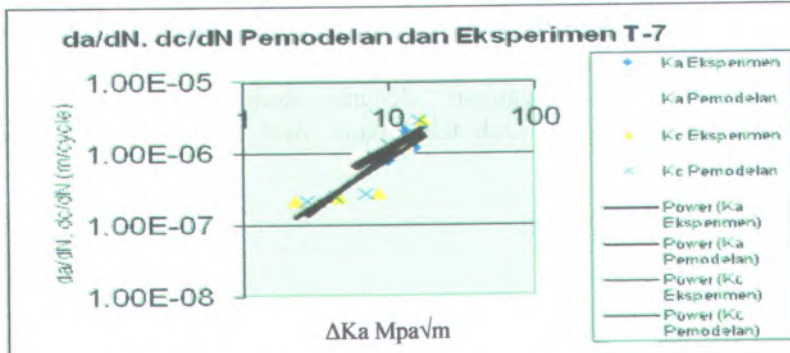 da/dN. dc/dN Pemodelan dan Eksperimen T-7
1.00E-05
1.00E-06
1.00E-07
1.00E-08
1
10
100
da/dN. dc/dN (m/cycle)
ΔKa Mpa√m
Ka Eksperimen
Ka Pemodelan
Kc Eksperimen
Kc Pemodelan
Power (Ka
Eksperimen)
Power (Ka
Pemodelan)
Power (Kc
Eksperimen)
Power (Kc
Pemodelan)